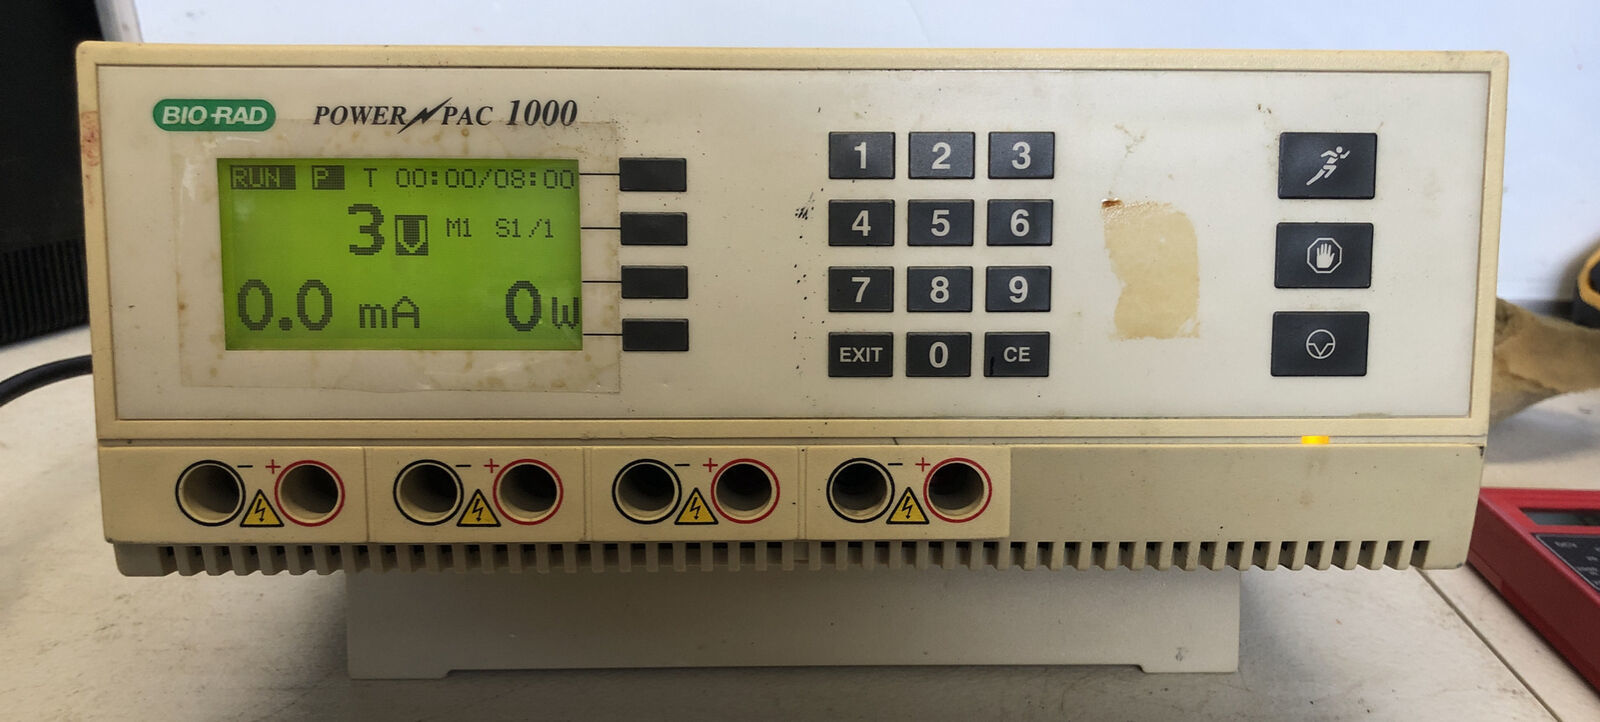 BIO-RAD POWER PAC 1000
RUN P T 00:00/08:00
3V M1 S1/1
0.0 mA 0W
1 2 3
4 5 6
7 8 9
EXIT 0 CE
- + - + - + - +